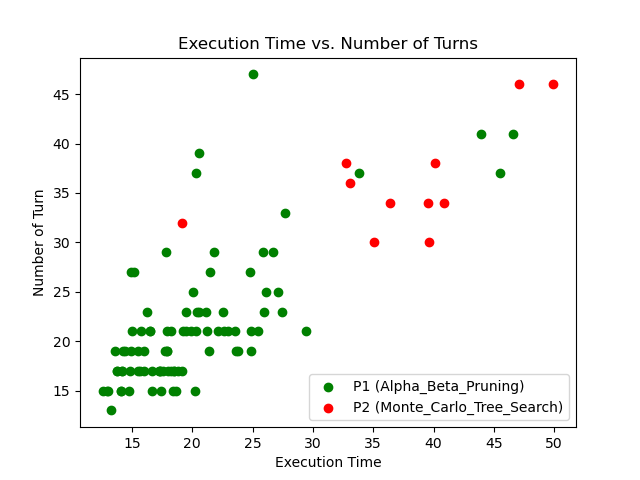 Execution Time vs. Number of Turns
45
40
35
30
25
20
15
Number of Turn
15 20 25 30 35 40 45 50
Execution Time
P1 (Alpha_Beta_Pruning)
P2 (Monte_Carlo_Tree_Search)